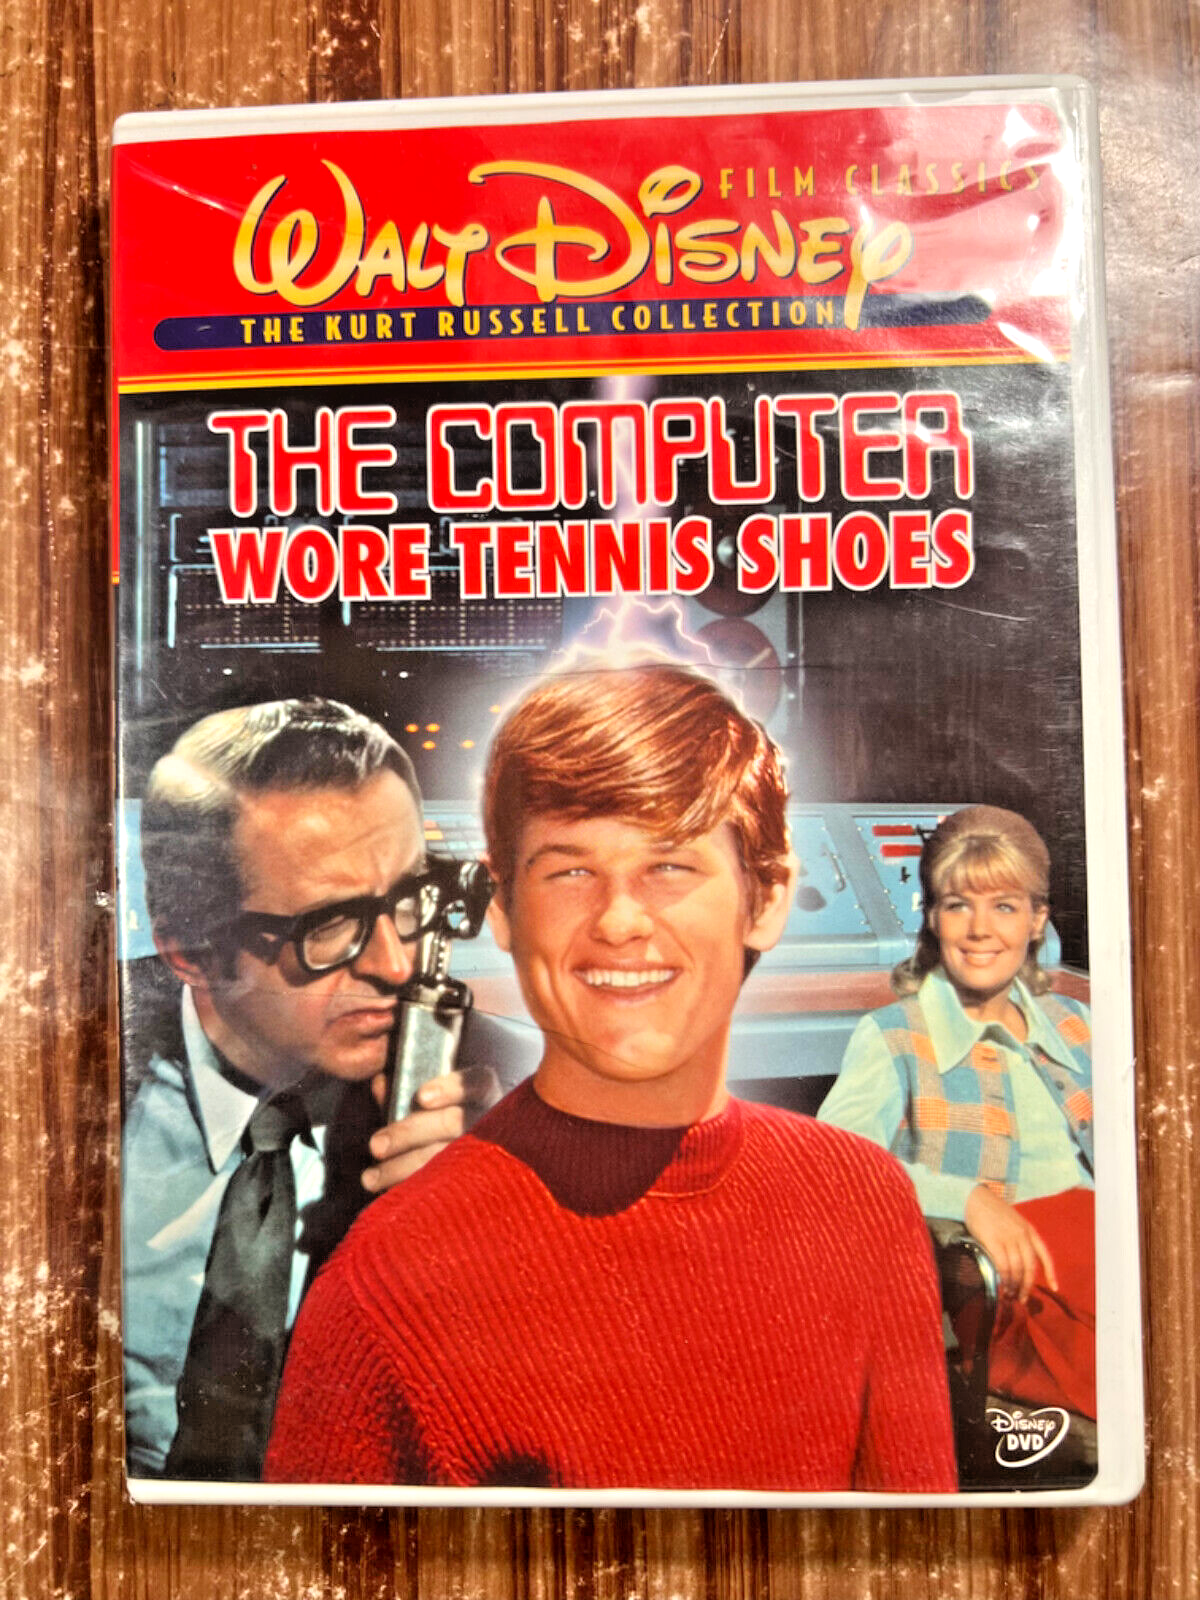 FILM CLASSICS
WALT DISNEY
THE KURT RUSSELL COLLECTION
THE COMPUTER
WORE TENNIS SHOES
DISNEY
DVD